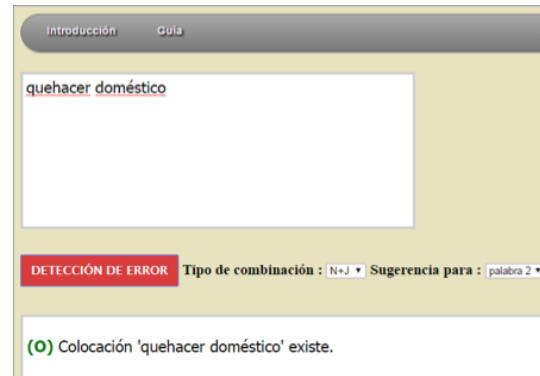 Introducción Guía
quehacer doméstico
DETECCIÓN DE ERROR Tipo de combinación : N+J Sugerencia para : palabra 2
(O) Colocación 'quehacer doméstico' existe.